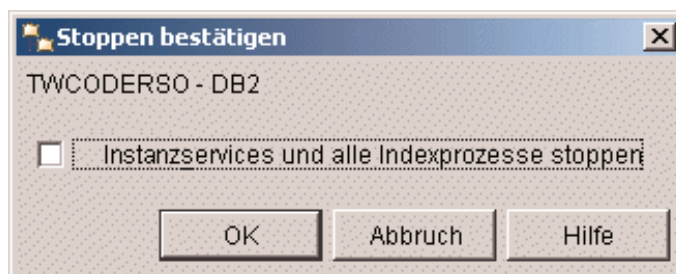 Stoppen bestätigen
TWCODERSO - DB2
Instanzservices und alle Indexprozesse stoppen
OK Abbruch Hilfe